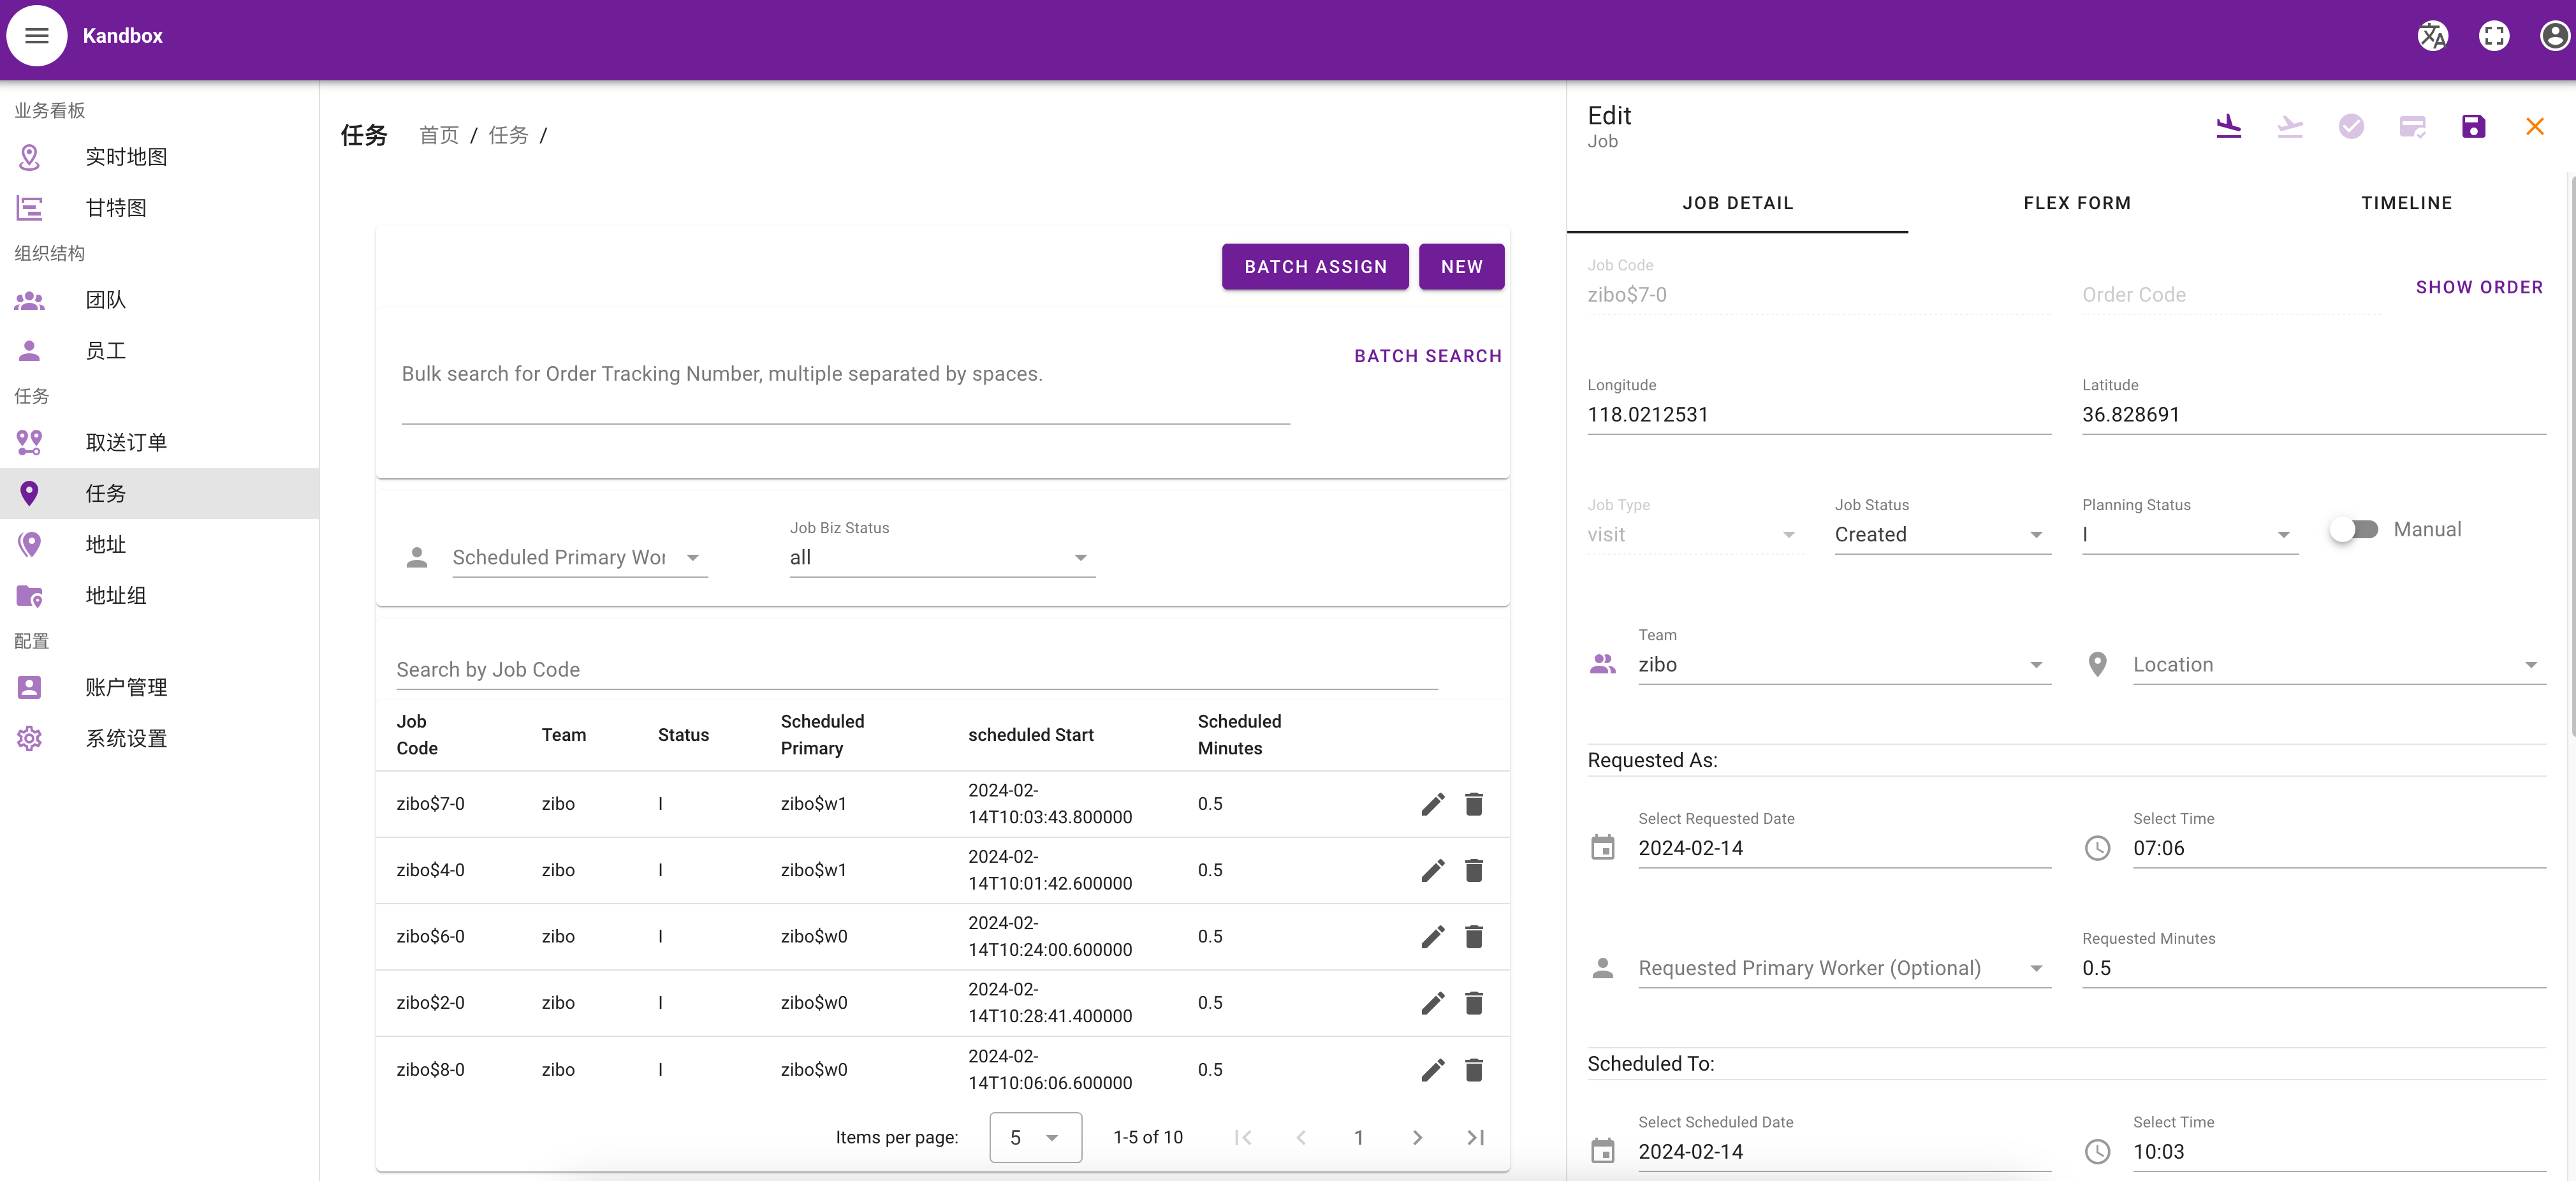 Kandbox
业务看板
实时地图
甘特图
组织结构
团队
员工
任务
取送订单
任务
地址
地址组
配置
账户管理
系统设置
任务 首页 / 任务 /
BATCH ASSIGN NEW
BATCH SEARCH
Bulk search for Order Tracking Number, multiple separated by spaces.
Job Biz Status
Scheduled Primary Wor all
Search by Job Code
Job Code Team Status Scheduled Primary scheduled Start Scheduled Minutes
zibo$7-0 zibo I zibo$w1 2024-02-14T10:03:43.800000 0.5
zibo$4-0 zibo I zibo$w1 2024-02-14T10:01:42.600000 0.5
zibo$6-0 zibo I zibo$w0 2024-02-14T10:24:00.600000 0.5
zibo$2-0 zibo I zibo$w0 2024-02-14T10:28:41.400000 0.5
zibo$8-0 zibo I zibo$w0 2024-02-14T10:06:06.600000 0.5
Items per page: 5 1-5 of 10 1
Edit
Job
JOB DETAIL FLEX FORM TIMELINE
Job Code
zibo$7-0 Order Code SHOW ORDER
Longitude Latitude
118.0212531 36.828691
Job Type Job Status Planning Status
visit Created I Manual
Team
zibo Location
Requested As:
Select Requested Date Select Time
2024-02-14 07:06
Requested Minutes
Requested Primary Worker (Optional) 0.5
Scheduled To:
Select Scheduled Date Select Time
2024-02-14 10:03